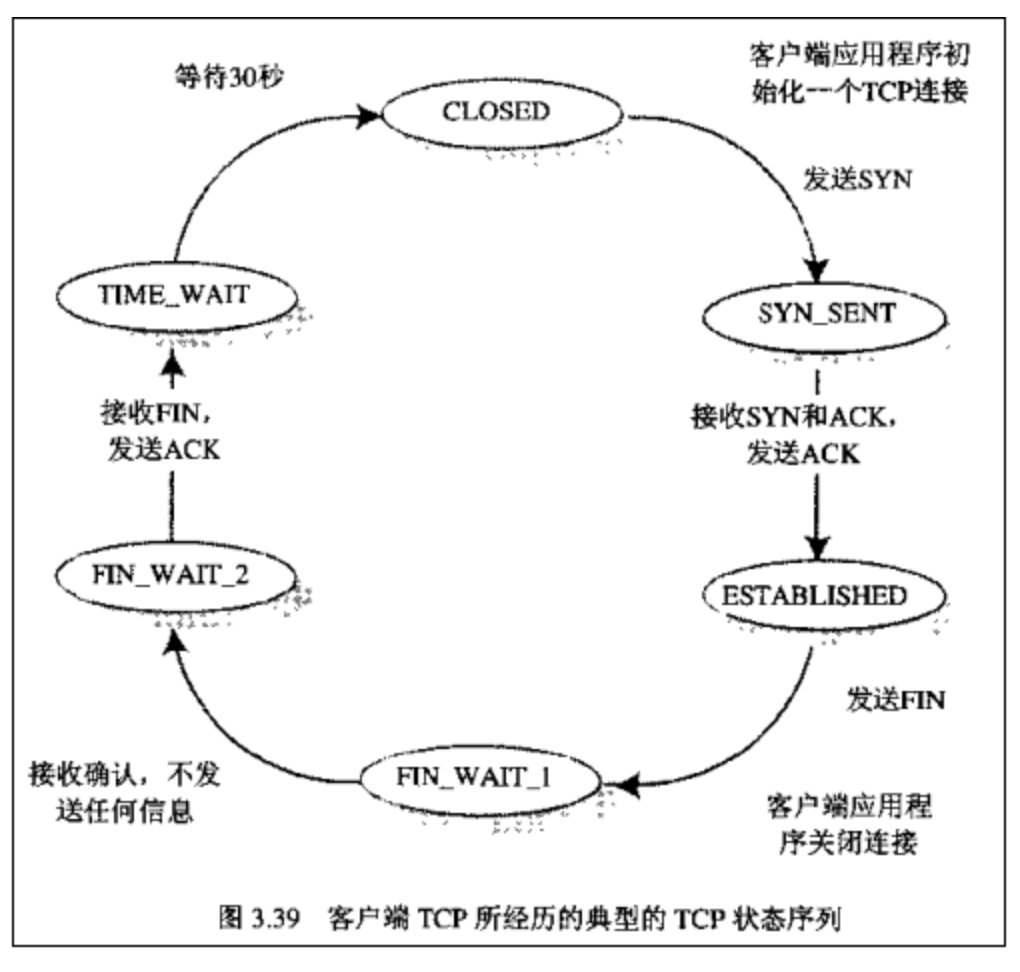 等待30秒
CLOSED
客户端应用程序初
始化一个TCP连接
发送SYN
TIME_WAIT
SYN_SENT
接收FIN,
发送ACK
接收SYN和ACK,
发送ACK
FIN_WAIT_2
ESTABLISHED
发送FIN
接收确认，不发
送任何信息
FIN_WAIT_1
客户端应用程
序关闭连接
图 3.39 客户端 TCP 所经历的典型的 TCP 状态序列